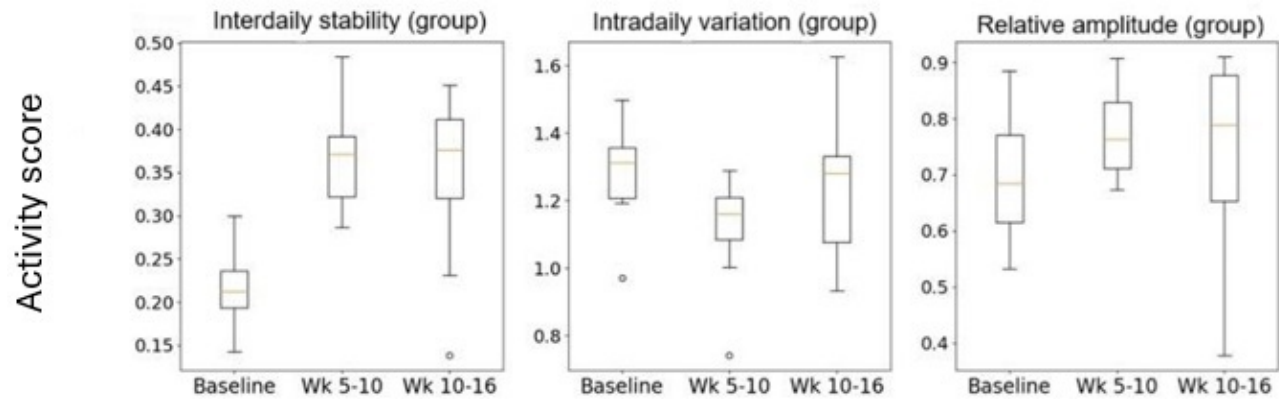 Activity score
Interdaily stability (group)
0.50
0.45
0.40
0.35
0.30
0.25
0.20
0.15
Baseline Wk 5-10 Wk 10-16
Intradaily variation (group)
1.6
1.4
1.2
1.0
0.8
Baseline Wk 5-10 Wk 10-16
Relative amplitude (group)
0.9
0.8
0.7
0.6
0.5
0.4
Baseline Wk 5-10 Wk 10-16